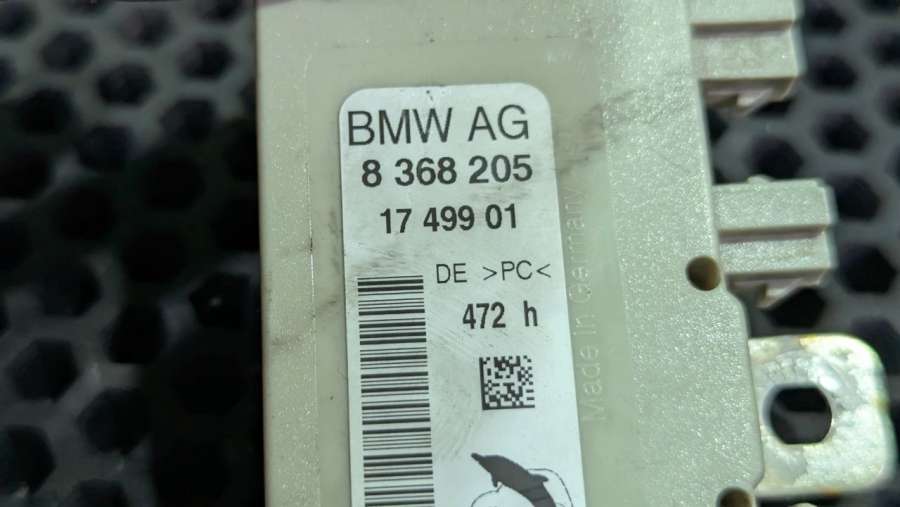 BMW AG
8 368 205
17 499 01
DE >PC<
472 h
Made in Germany